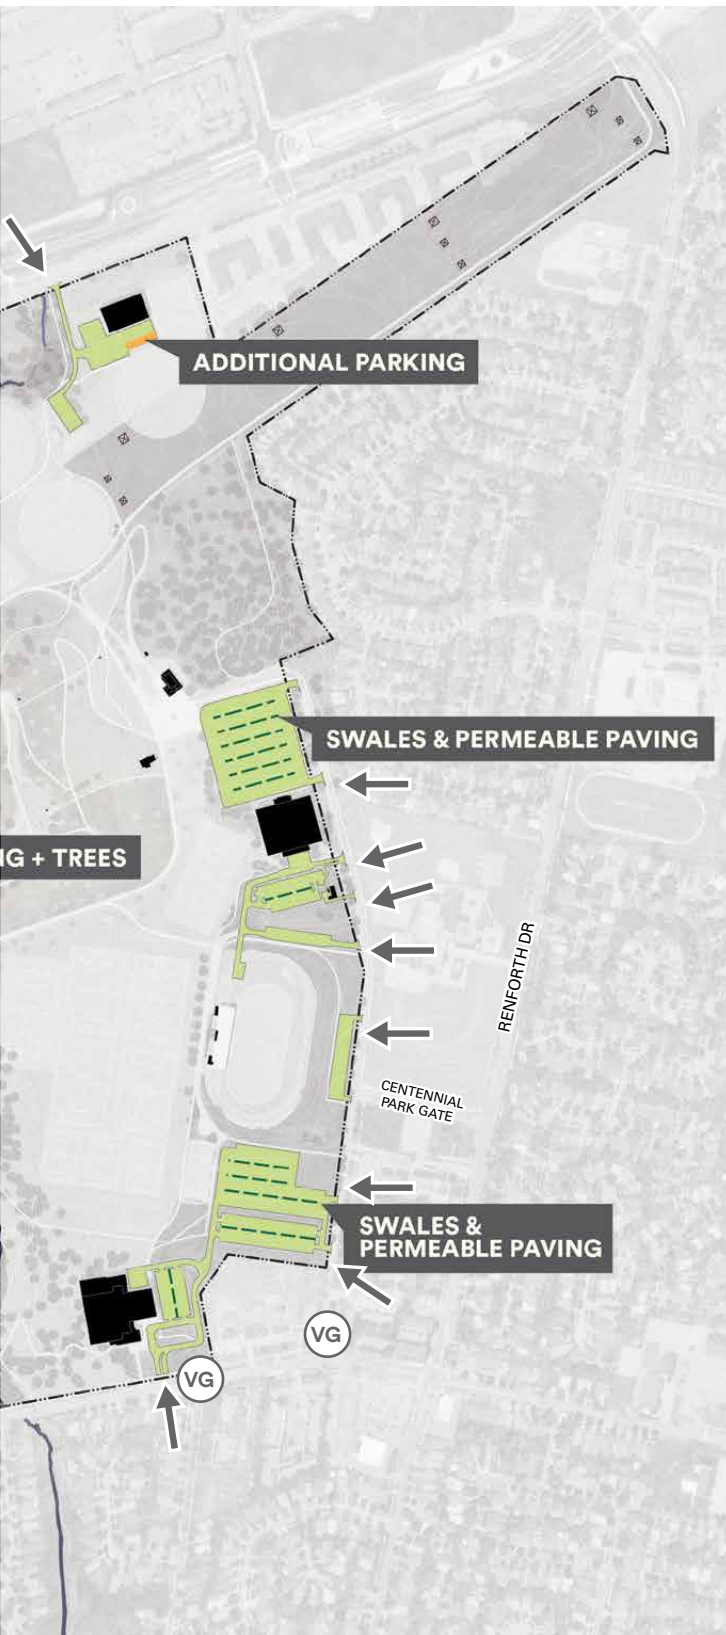 ADDITIONAL PARKING
SWALES & PERMEABLE PAVING
G + TREES
RENFORTH DR
CENTENNIAL
PARK GATE
SWALES &
PERMEABLE PAVING
VG
VG